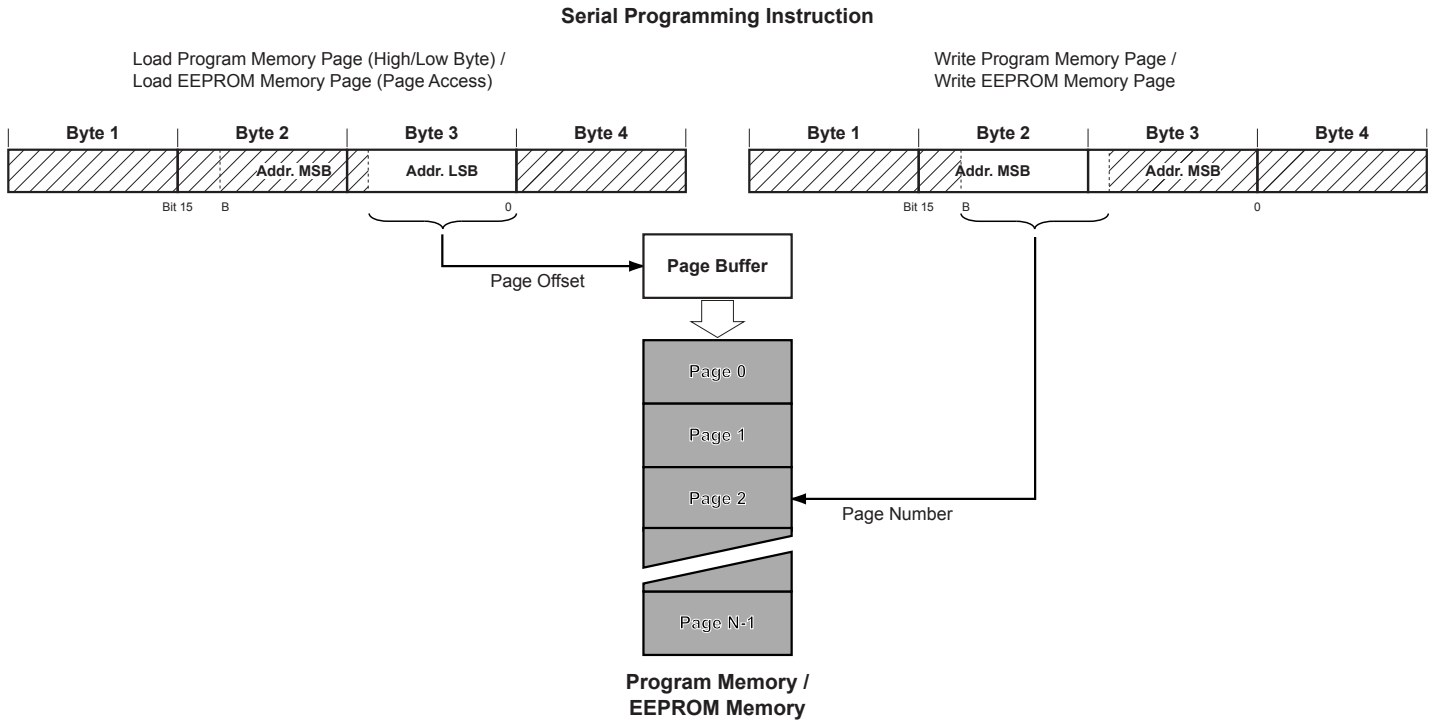 Serial Programming Instruction
Load Program Memory Page (High/Low Byte) /
Load EEPROM Memory Page (Page Access)
Write Program Memory Page /
Write EEPROM Memory Page
Byte 1 Byte 2 Byte 3 Byte 4
Byte 1 Byte 2 Byte 3 Byte 4
Addr. MSB Addr. LSB
Addr. MSB Addr. MSB
Bit 15 B 0
Bit 15 B 0
Page Buffer
Page Offset
Page 0
Page 1
Page 2
Page Number
Page N-1
Program Memory /
EEPROM Memory